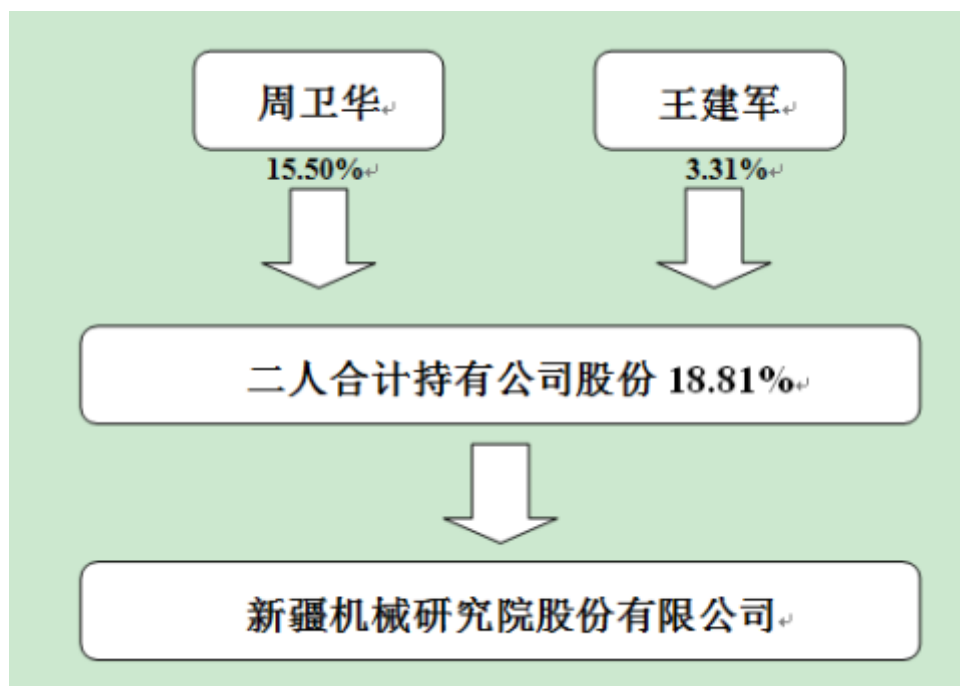 周卫华
王建军
15.50%
3.31%
二人合计持有公司股份 18.81%
新疆机械研究院股份有限公司